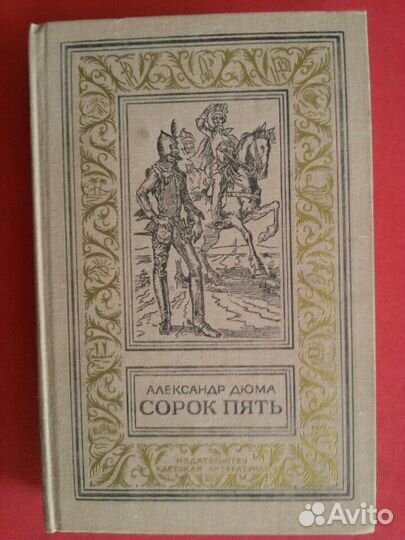 АЛЕКСАНДР ДЮМА
СОРОК ПЯТЬ
ИЗДАТЕЛЬСТВО
«ДЕТСКАЯ ЛИТЕРАТУРА»
Avito